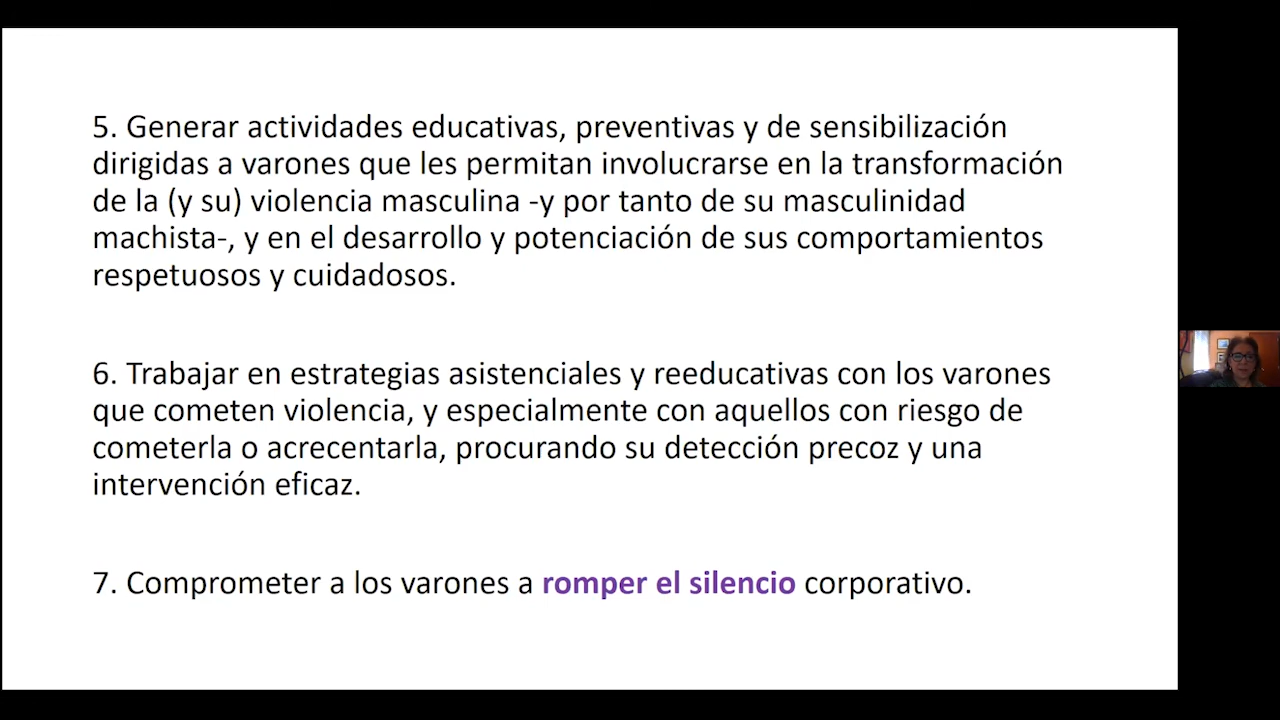 5. Generar actividades educativas, preventivas y de sensibilización
dirigidas a varones que les permitan involucrarse en la transformación
de la (y su) violencia masculina -y por tanto de su masculinidad
machista-, y en el desarrollo y potenciación de sus comportamientos
respetuosos y cuidadosos.
6. Trabajar en estrategias asistenciales y reeducativas con los varones
que cometen violencia, y especialmente con aquellos con riesgo de
cometerla o acrecentarla, procurando su detección precoz y una
intervención eficaz.
7. Comprometer a los varones a romper el silencio corporativo.